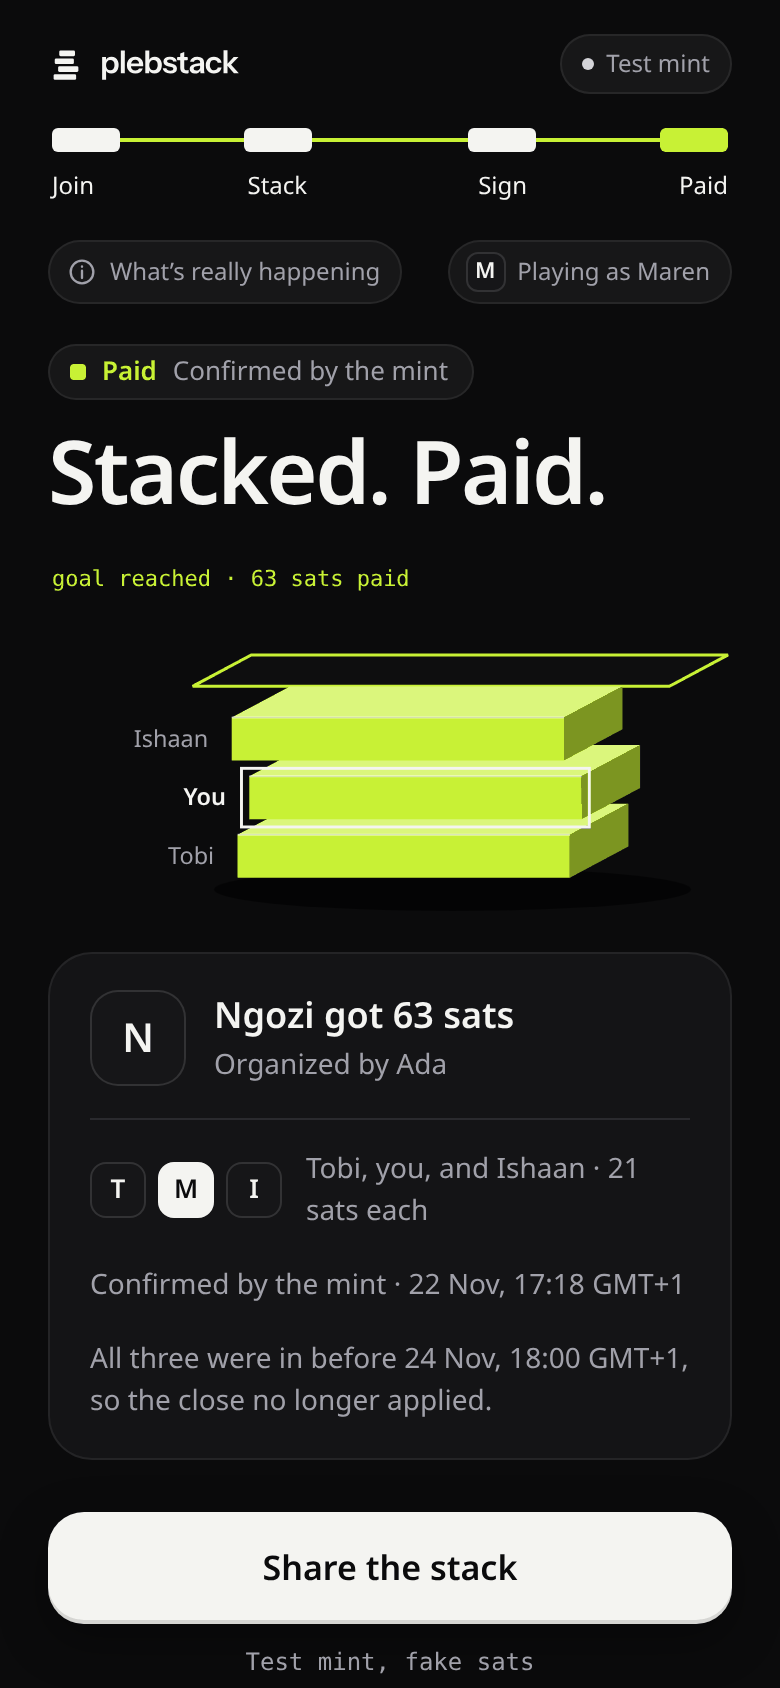 plebstack
Test mint
Join
Stack
Sign
Paid
What’s really happening
M
Playing as Maren
Paid Confirmed by the mint
Stacked. Paid.
goal reached · 63 sats paid
Ishaan
You
Tobi
N
Ngozi got 63 sats
Organized by Ada
T
M
I
Tobi, you, and Ishaan · 21
sats each
Confirmed by the mint · 22 Nov, 17:18 GMT+1
All three were in before 24 Nov, 18:00 GMT+1,
so the close no longer applied.
Share the stack
Test mint, fake sats